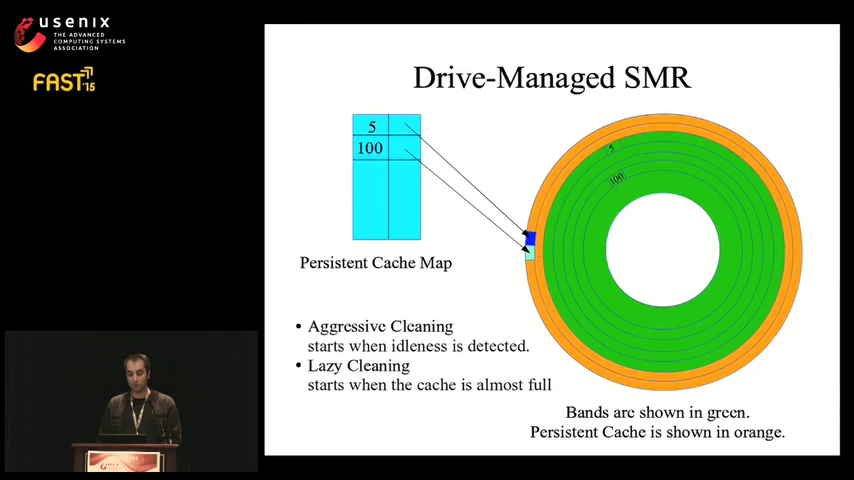 usenix
THE ADVANCED
COMPUTING SYSTEMS
ASSOCIATION
FAST '15
Drive-Managed SMR
5
100
5
100
Persistent Cache Map
• Aggressive Cleaning
starts when idleness is detected.
• Lazy Cleaning
starts when the cache is almost full
Bands are shown in green.
Persistent Cache is shown in orange.